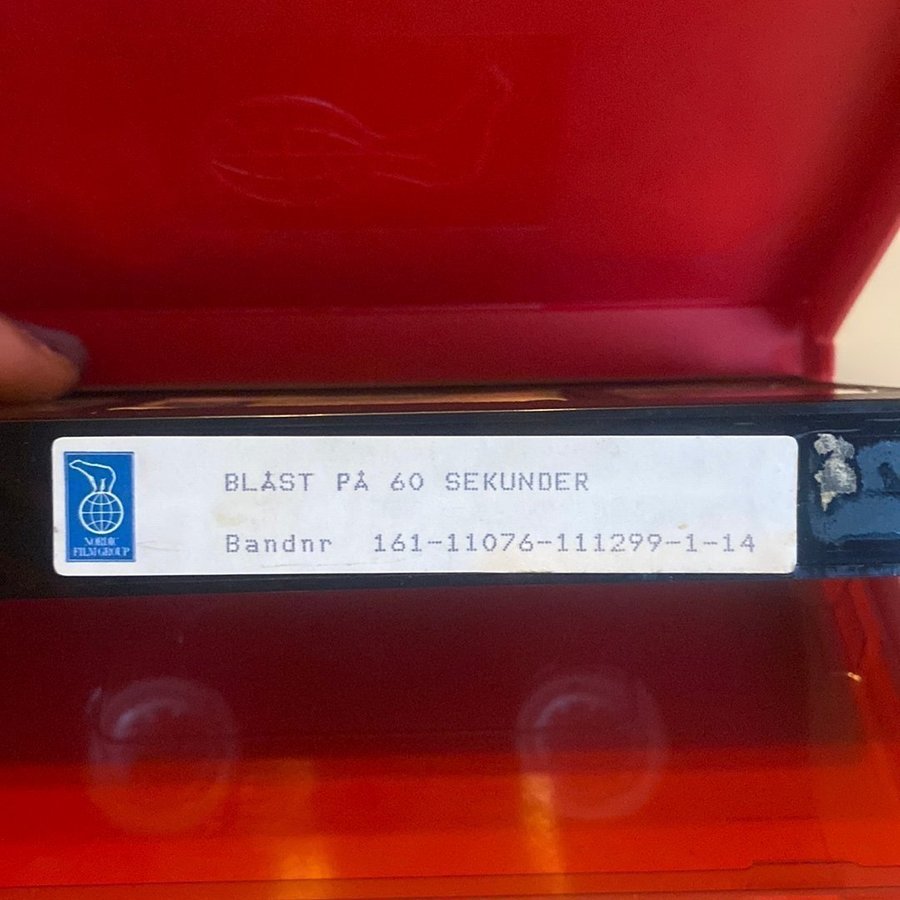 BLÅST PÅ 60 SEKUNDER
Bandnr 161-11076-111299-1-14
NORDIC
FILM GROUP